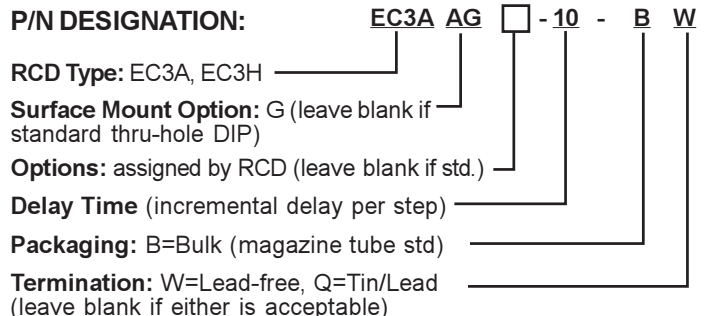 P/N DESIGNATION: EC3A AG □ - 10 - B W
RCD Type: EC3A, EC3H
Surface Mount Option: G (leave blank if
standard thru-hole DIP)
Options: assigned by RCD (leave blank if std.)
Delay Time (incremental delay per step)
Packaging: B=Bulk (magazine tube std)
Termination: W=Lead-free, Q=Tin/Lead
(leave blank if either is acceptable)